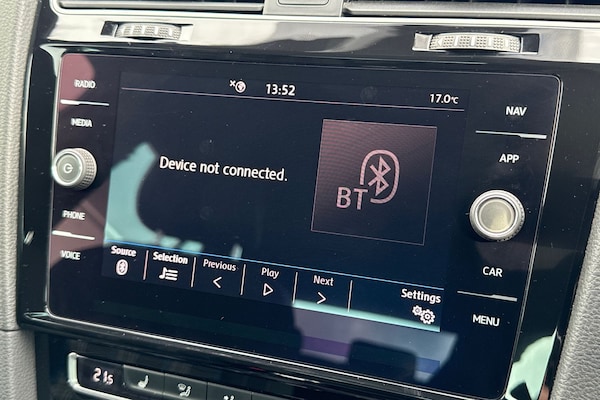 13:52
17.0°C
RADIO
MEDIA
PHONE
VOICE
Device not connected.
BT
NAV
APP
CAR
MENU
Source
Selection
Previous
Play
Next
Settings
21.5